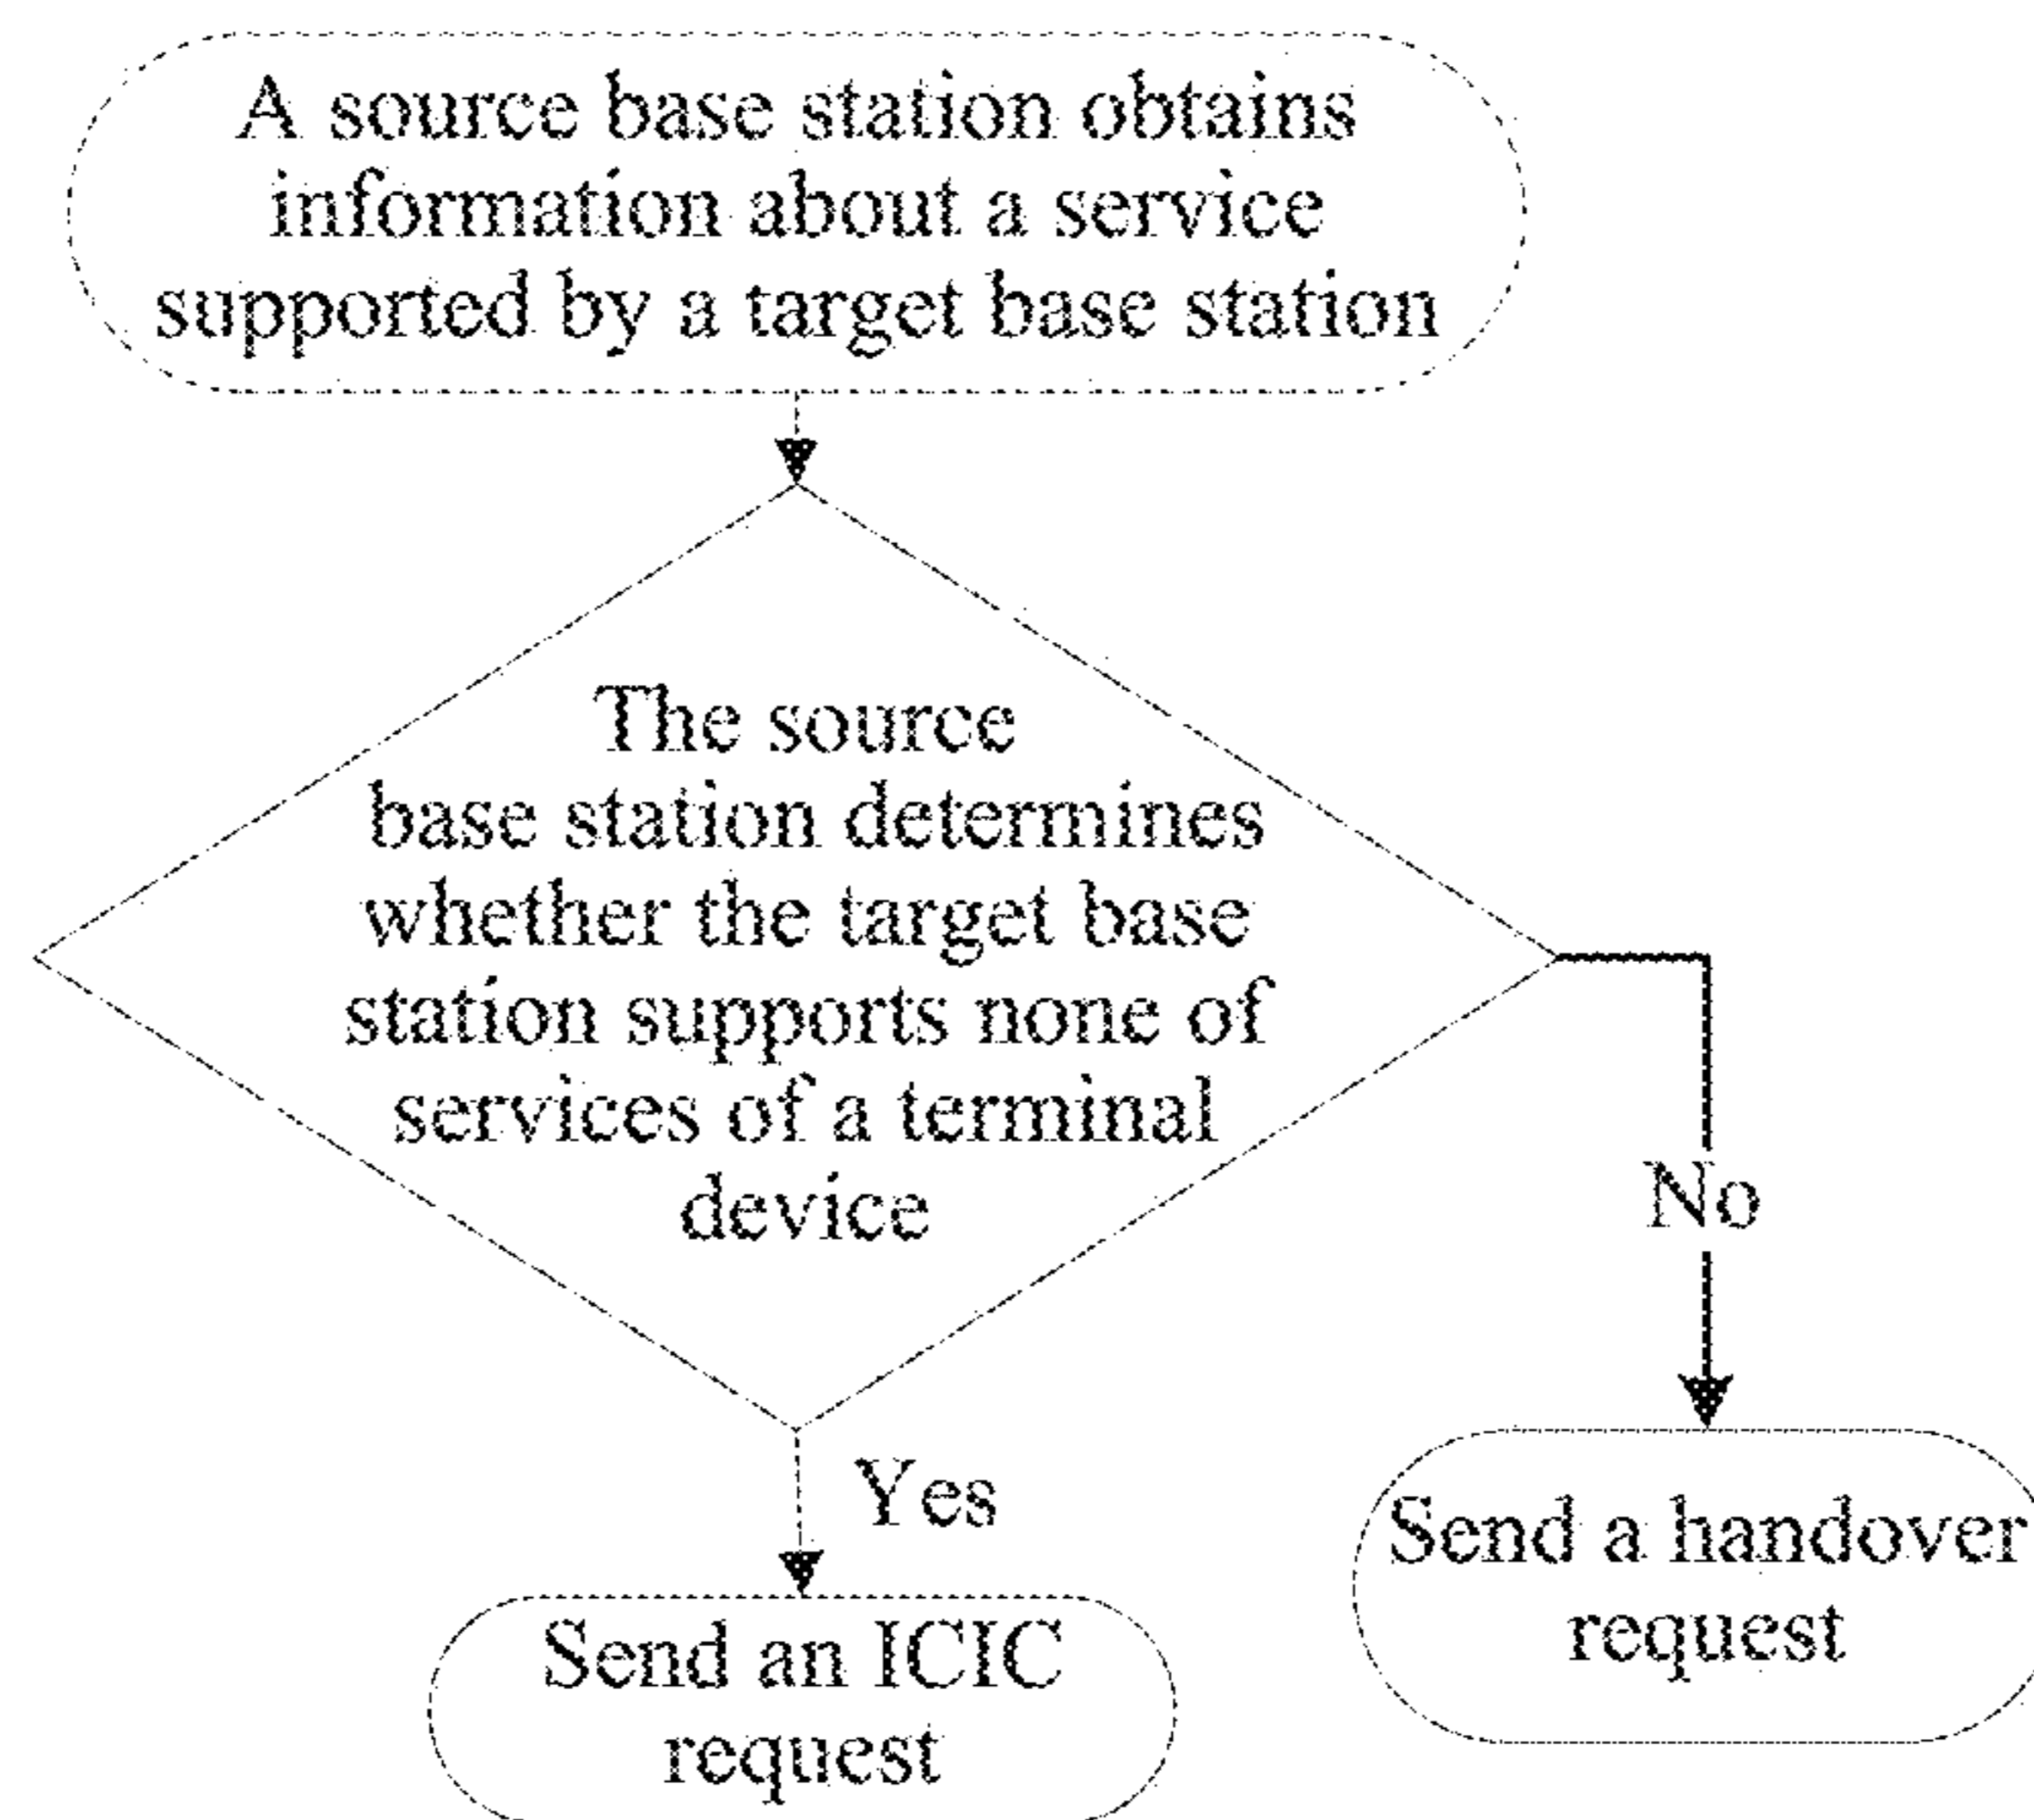 A source base station obtains
information about a service
supported by a target base station
The source
base station determines
whether the target base
station supports none of
services of a terminal
device
No
Yes
Send a handover
request
Send an ICIC
request